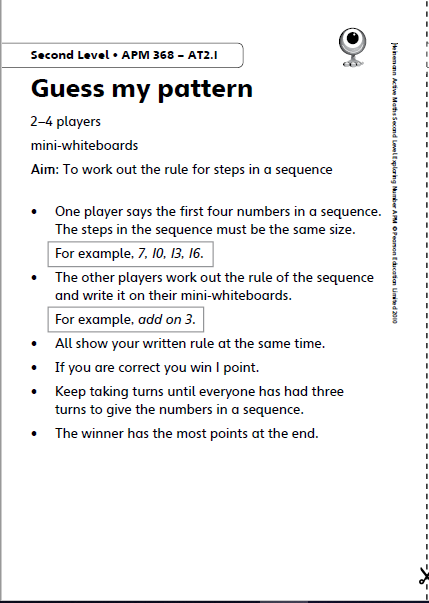 Second Level • APM 368 – AT2.1
Guess my pattern
2–4 players
mini-whiteboards
Aim: To work out the rule for steps in a sequence
• One player says the first four numbers in a sequence.
The steps in the sequence must be the same size.
For example, 7, 10, 13, 16.
• The other players work out the rule of the sequence
and write it on their mini-whiteboards.
For example, add on 3.
• All show your written rule at the same time.
• If you are correct you win 1 point.
• Keep taking turns until everyone has had three
turns to give the numbers in a sequence.
• The winner has the most points at the end.
Heinemann Active Maths Second Level Exploring Number APM © Pearson Education Limited 2010